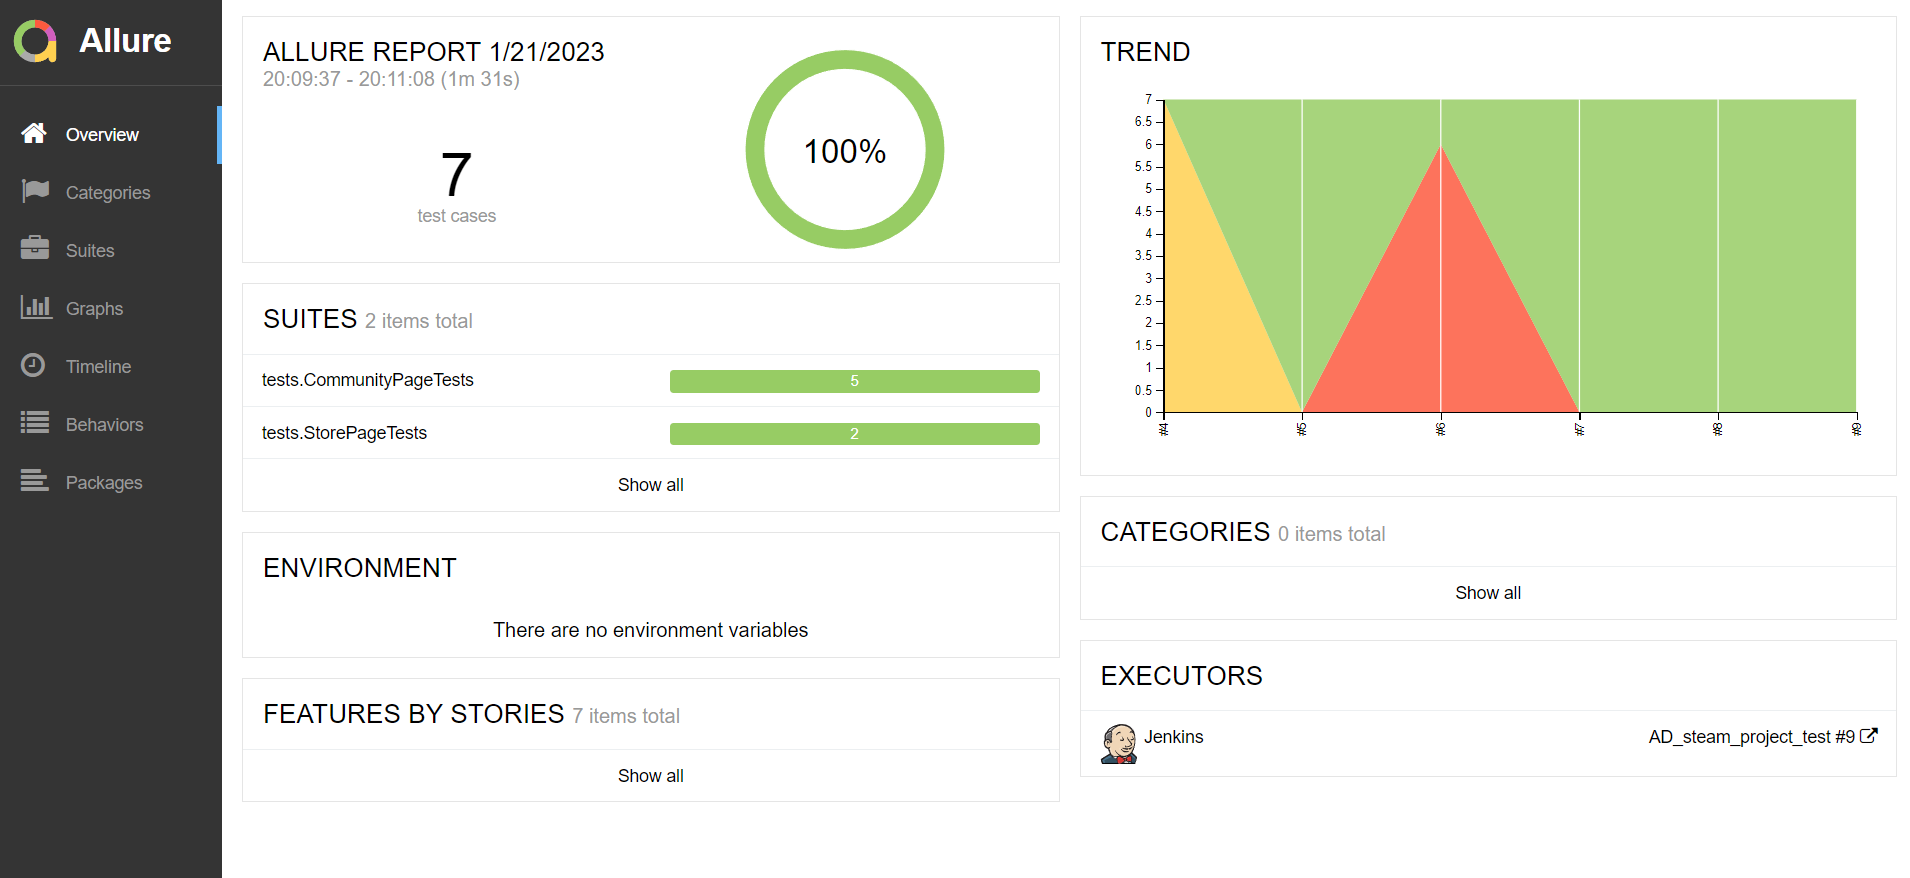 Allure
Overview
Categories
Suites
Graphs
Timeline
Behaviors
Packages
ALLURE REPORT 1/21/2023
20:09:37 - 20:11:08 (1m 31s)
7
test cases
100%
SUITES 2 items total
tests.CommunityPageTests 5
tests.StorePageTests 2
Show all
ENVIRONMENT
There are no environment variables
FEATURES BY STORIES 7 items total
Show all
TREND
7
6.5
6
5.5
5
4.5
4
3.5
3
2.5
2
1.5
1
0.5
0
#4 #5 #6 #7 #8 #9
CATEGORIES 0 items total
Show all
EXECUTORS
Jenkins AD_steam_project_test #9